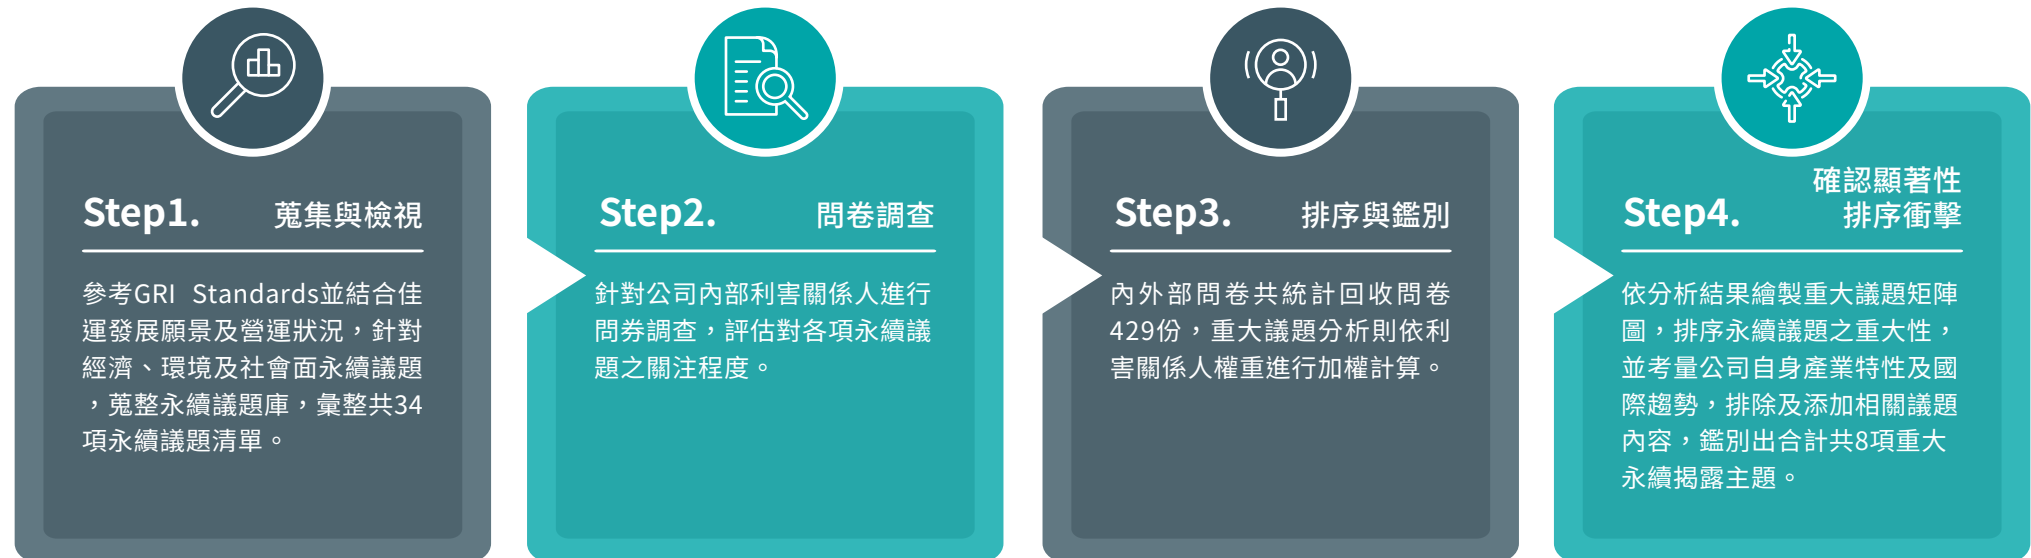 Step1. 蒐集與檢視
參考GRI Standards並結合佳
運發展願景及營運狀況，針對
經濟、環境及社會面永續議題
，蒐整永續議題庫，彙整共34
項永續議題清單。
Step2. 問卷調查
針對公司內部利害關係人進行
問券調查，評估對各項永續議
題之關注程度。
Step3. 排序與鑑別
內外部問卷共統計回收問卷
429份，重大議題分析則依利
害關係人權重進行加權計算。
Step4. 確認顯著性
排序衝擊
依分析結果繪製重大議題矩陣
圖，排序永續議題之重大性，
並考量公司自身產業特性及國
際趨勢，排除及添加相關議題
內容，鑑別出合計共8項重大
永續揭露主題。